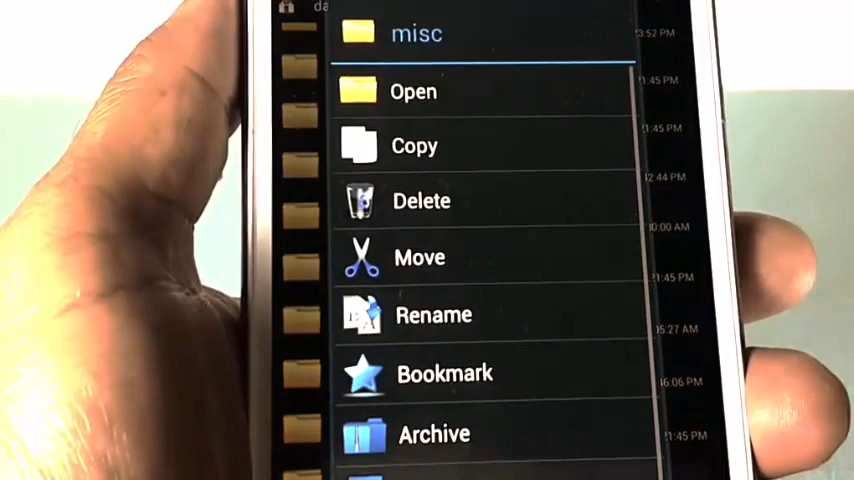 da
misc
Open
Copy
Delete
Move
Rename
Bookmark
Archive
3:52 PM
1:45 PM
1:45 PM
2:44 PM
0:00 AM
1:45 PM
5:27 AM
6:06 PM
1:45 PM